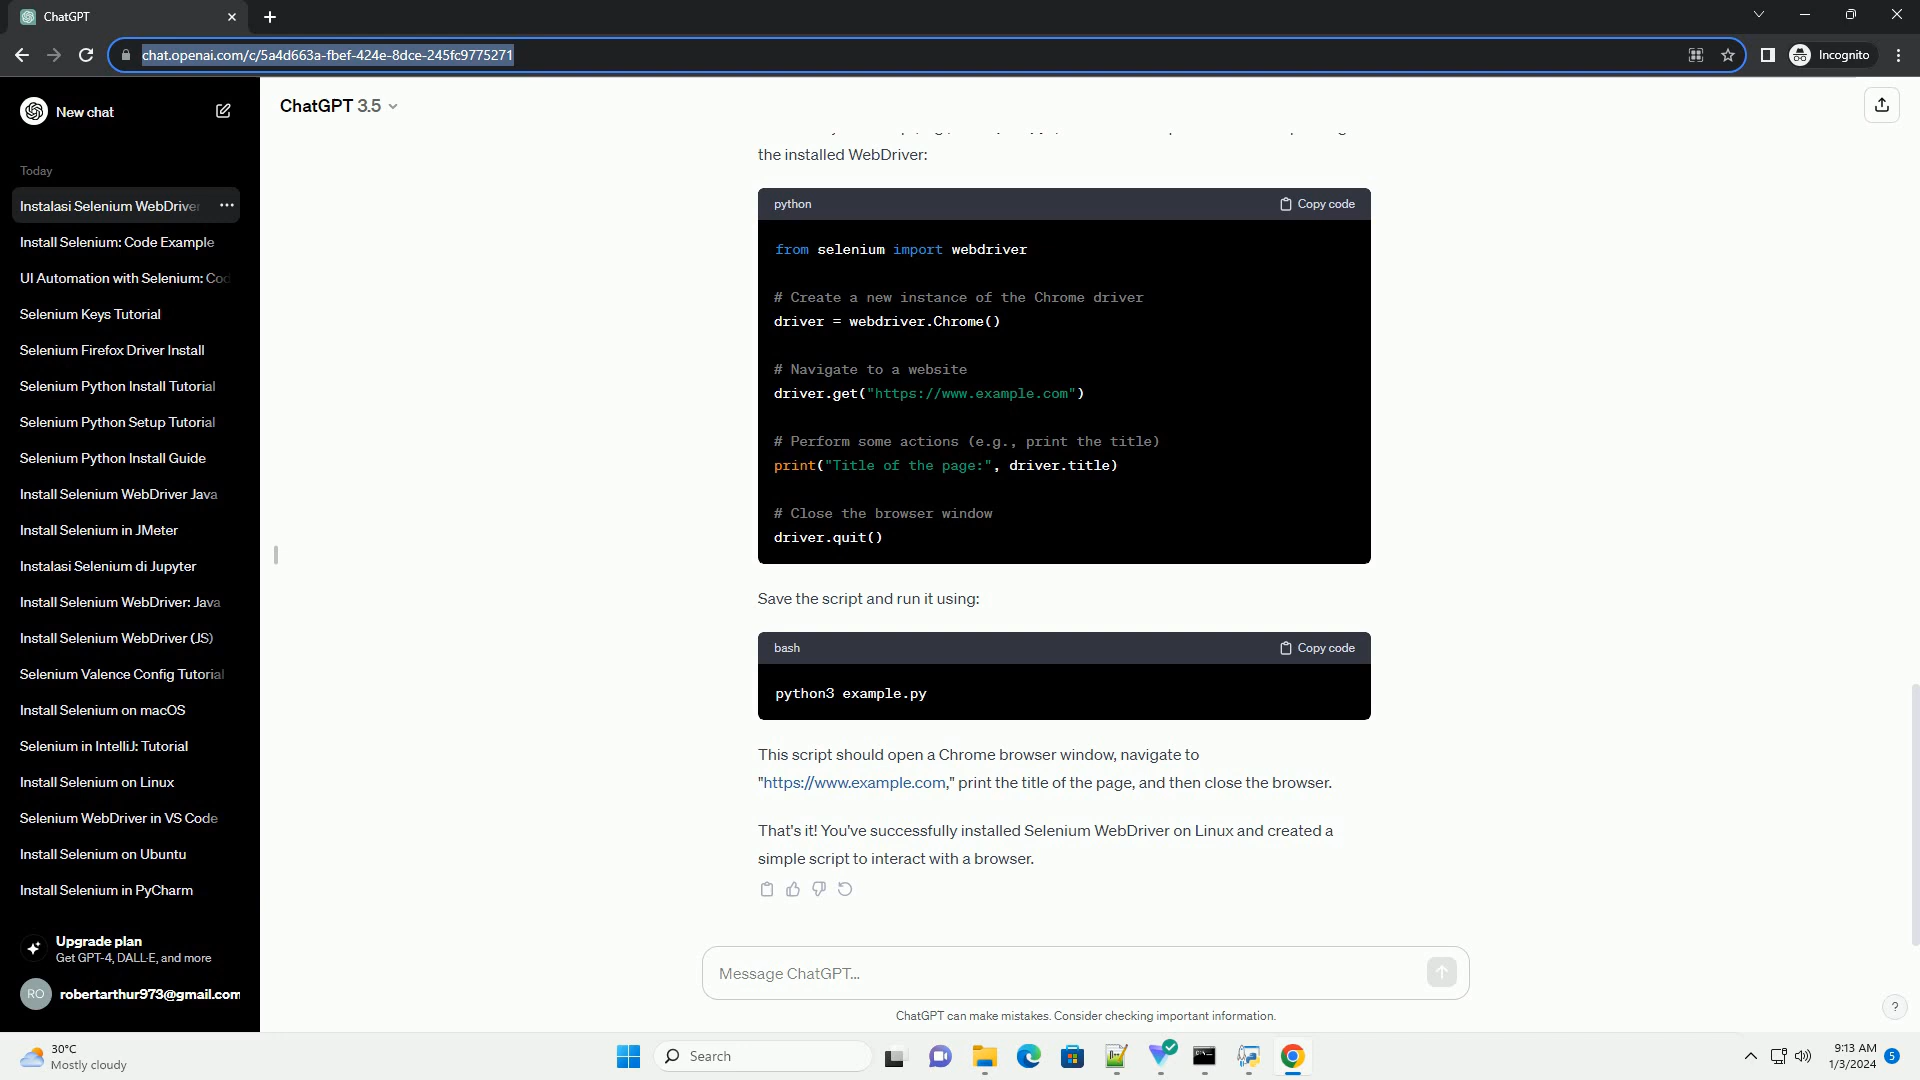 ChatGPT
chat.openai.com/c/5a4d663a-fbef-424e-8dce-245fc9775271
Incognito
New chat
Today
Instalasi Selenium WebDriver
Install Selenium: Code Example
UI Automation with Selenium: Cod
Selenium Keys Tutorial
Selenium Firefox Driver Install
Selenium Python Install Tutorial
Selenium Python Setup Tutorial
Selenium Python Install Guide
Install Selenium WebDriver Java
Install Selenium in JMeter
Instalasi Selenium di Jupyter
Install Selenium WebDriver: Java
Install Selenium WebDriver (JS)
Selenium Valence Config Tutorial
Install Selenium on macOS
Selenium in IntelliJ: Tutorial
Install Selenium on Linux
Selenium WebDriver in VS Code
Install Selenium on Ubuntu
Install Selenium in PyCharm
Upgrade plan
Get GPT-4, DALL·E, and more
RO
robertarthur973@gmail.com
ChatGPT 3.5
the installed WebDriver:
python
Copy code
from selenium import webdriver
# Create a new instance of the Chrome driver
driver = webdriver.Chrome()
# Navigate to a website
driver.get("https://www.example.com")
# Perform some actions (e.g., print the title)
print("Title of the page:", driver.title)
# Close the browser window
driver.quit()
Save the script and run it using:
bash
Copy code
python3 example.py
This script should open a Chrome browser window, navigate to
"https://www.example.com," print the title of the page, and then close the browser.
That's it! You've successfully installed Selenium WebDriver on Linux and created a
simple script to interact with a browser.
Message ChatGPT...
ChatGPT can make mistakes. Consider checking important information.
?
30°C
Mostly cloudy
Search
9:13 AM
1/3/2024
5